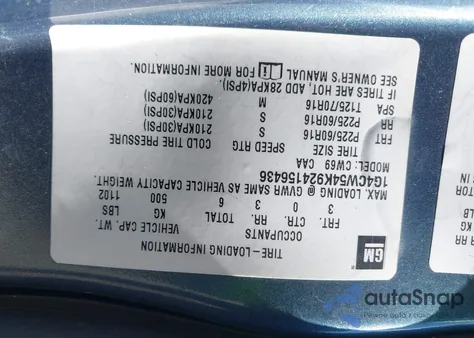 GM
TIRE - LOADING INFORMATION
OCCUPANTS VEHICLE CAP. WT.
FRT. CTR. RR. TOTAL KG LBS
3 0 3 6 500 1102
MAX. LOADING @ GVWR SAME AS VEHICLE CAPACITY WEIGHT.
1G4CW54K924156436
MODEL: CW69 CAA
TIRE SIZE SPEED RTG COLD TIRE PRESSURE
FRT P225/60R16 S 210KPA(30PSI)
RR P225/60R16 S 210KPA(30PSI)
SPA T125/70R16 M 420KPA(60PSI)
IF TIRES ARE HOT, ADD 28KPA(4PSI)
SEE OWNER'S MANUAL FOR MORE INFORMATION.
LB
KG
autaSnap